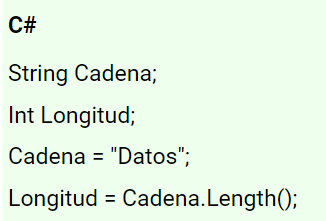 C#
String Cadena;
Int Longitud;
Cadena = "Datos";
Longitud = Cadena.Length();